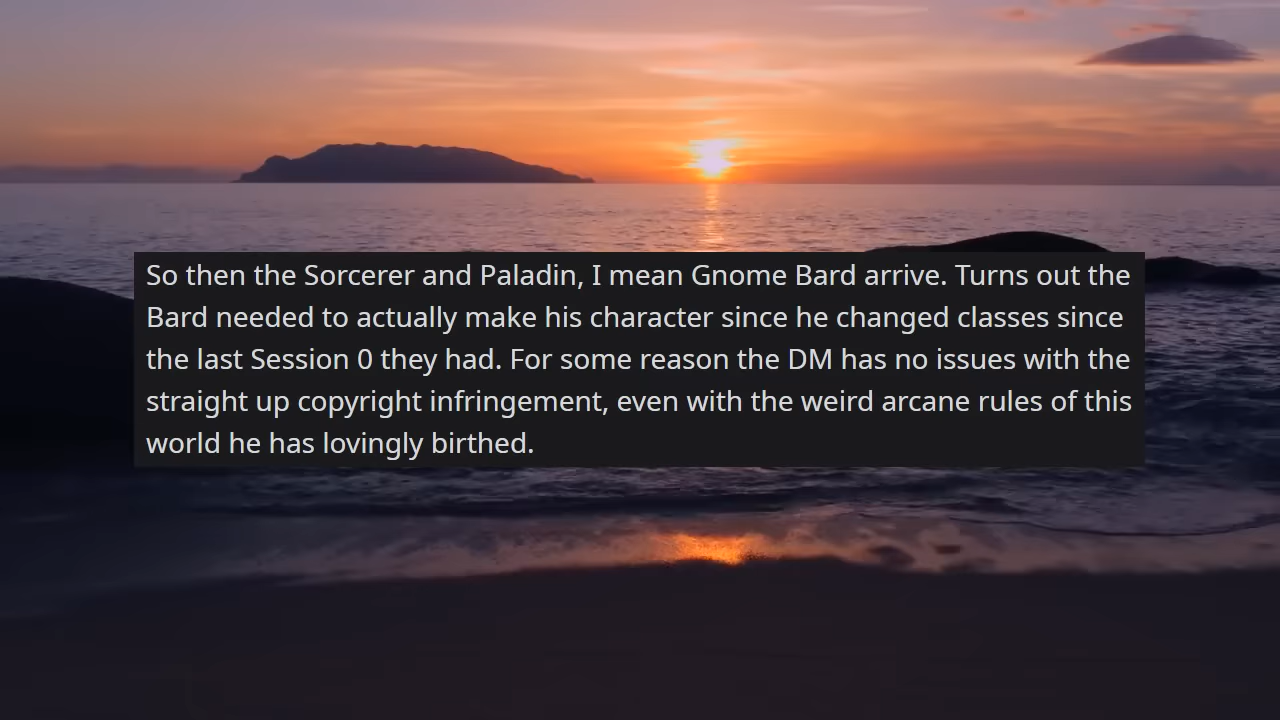 So then the Sorcerer and Paladin, I mean Gnome Bard arrive. Turns out the
Bard needed to actually make his character since he changed classes since
the last Session 0 they had. For some reason the DM has no issues with the
straight up copyright infringement, even with the weird arcane rules of this
world he has lovingly birthed.